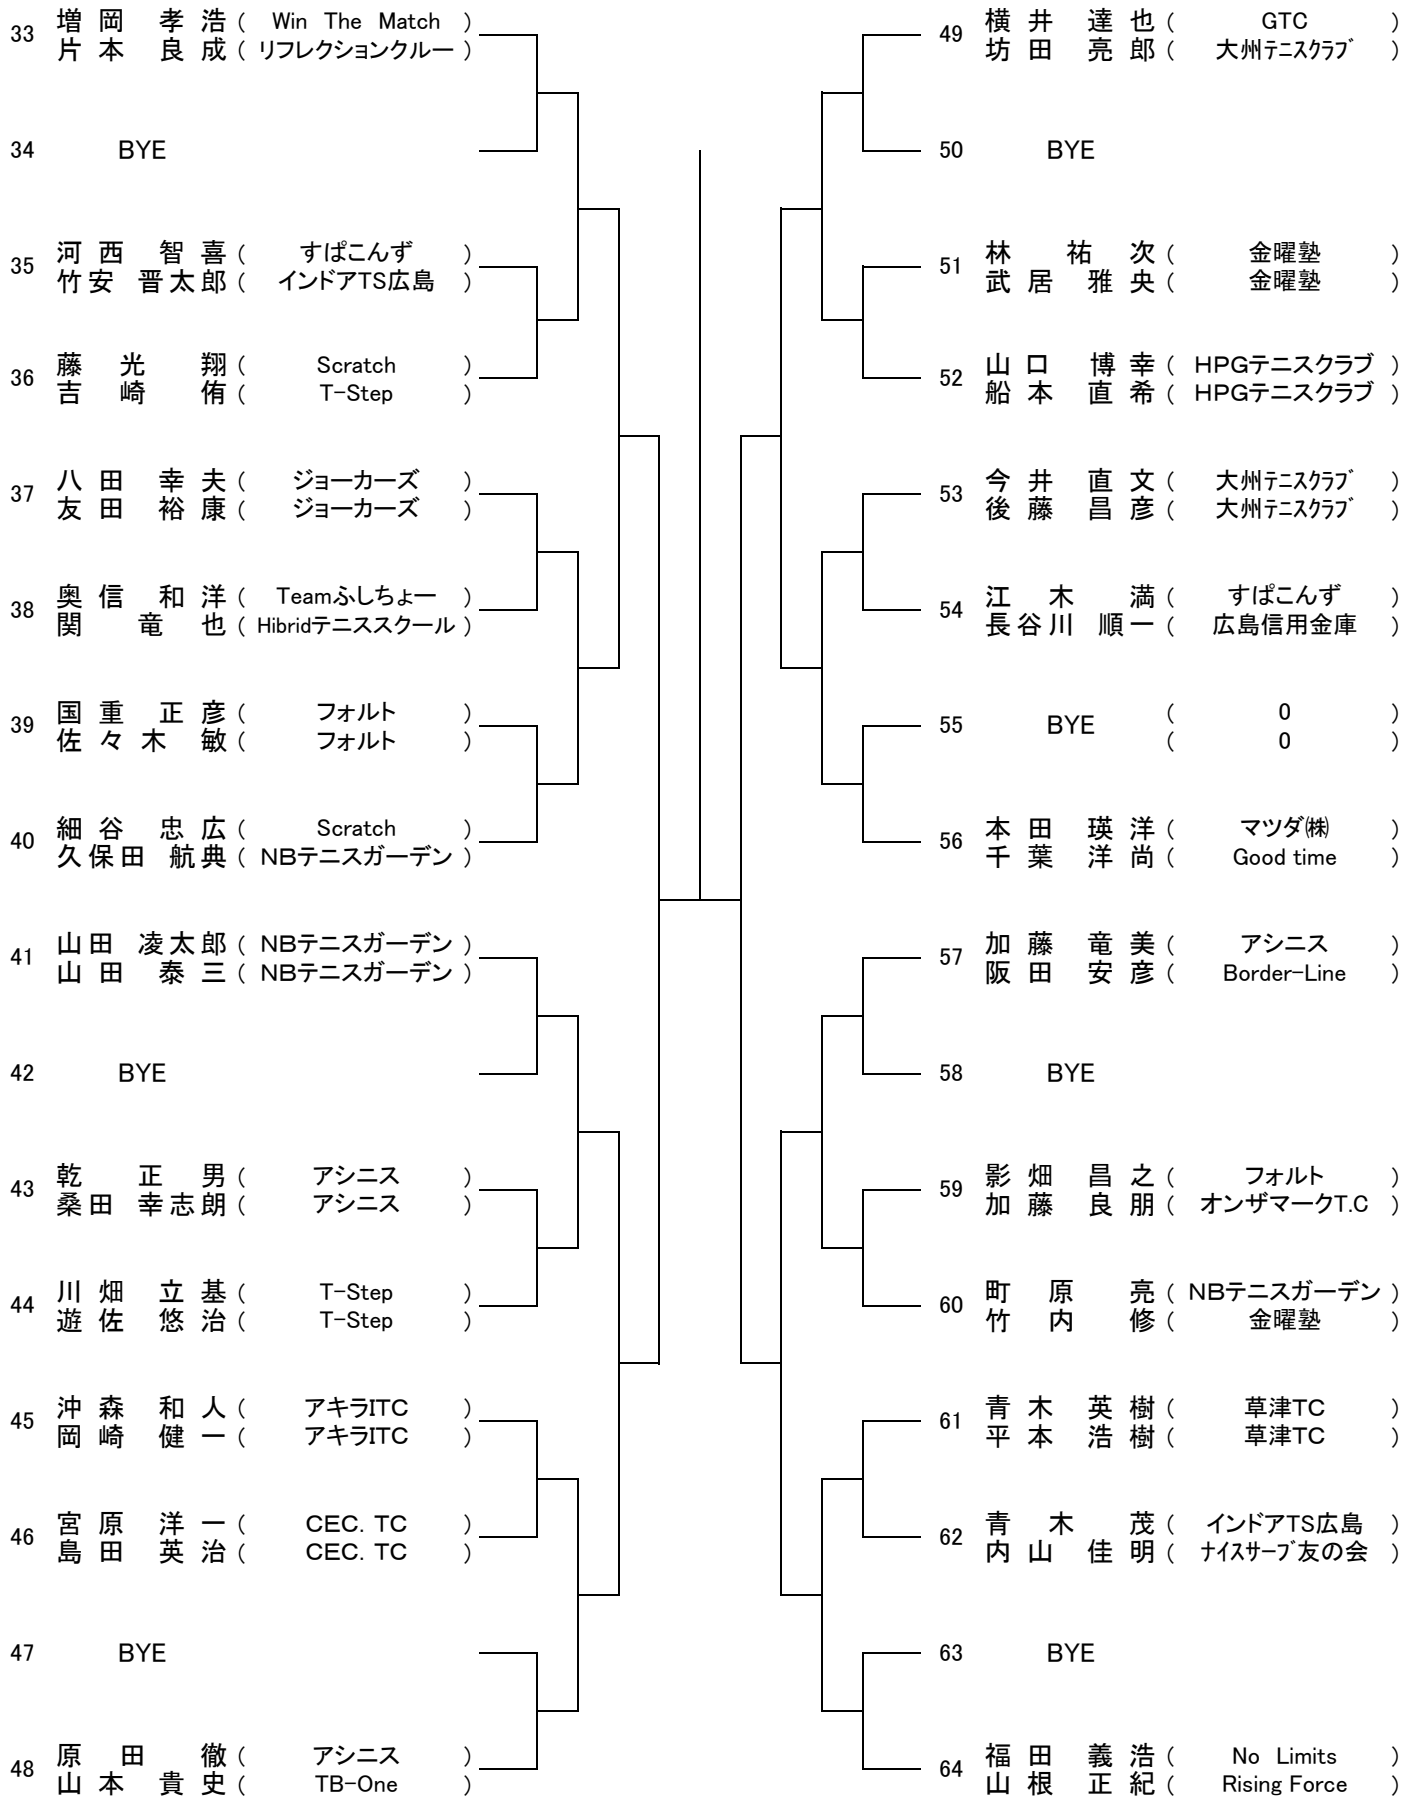 33 増岡 孝浩 ( Win The Match )
片本 良成 ( リフレクションクルー )
34 BYE
35 河西 智喜 ( すぱこんず )
竹安 晋太郎 ( インドアTS広島 )
36 藤光 翔 ( Scratch )
吉崎 侑 ( T-Step )
37 八田 幸夫 ( ジョーカーズ )
友田 裕康 ( ジョーカーズ )
38 奥信 和洋 ( Teamふしちょー )
関 竜也 ( Hibridテニススクール )
39 国重 正彦 ( フォルト )
佐々木 敏 ( フォルト )
40 細谷 忠広 ( Scratch )
久保田 航典 ( NBテニスガーデン )
41 山田 凌太郎 ( NBテニスガーデン )
山田 泰三 ( NBテニスガーデン )
42 BYE
43 乾 正男 ( アシニス )
桑田 幸志朗 ( アシニス )
44 川畑 立基 ( T-Step )
遊佐 悠治 ( T-Step )
45 沖森 和人 ( アキラITC )
岡崎 健一 ( アキラITC )
46 宮原 洋一 ( CEC. TC )
島田 英治 ( CEC. TC )
47 BYE
48 原田 徹 ( アシニス )
山本 貴史 ( TB-One )
49 横井 達也 ( GTC )
坊田 亮郎 ( 大州ﾃﾆｽｸﾗﾌﾞ )
50 BYE
51 林 祐次 ( 金曜塾 )
武居 雅央 ( 金曜塾 )
52 山口 博幸 ( HPGテニスクラブ )
船本 直希 ( HPGテニスクラブ )
53 今井 直文 ( 大州ﾃﾆｽｸﾗﾌﾞ )
後藤 昌彦 ( 大州ﾃﾆｽｸﾗﾌﾞ )
54 江木 満 ( すぱこんず )
長谷川 順一 ( 広島信用金庫 )
55 BYE ( 0 )
( 0 )
56 本田 瑛洋 ( マツダ㈱ )
千葉 洋尚 ( Good time )
57 加藤 竜美 ( アシニス )
阪田 安彦 ( Border-Line )
58 BYE
59 影畑 昌之 ( フォルト )
加藤 良朋 ( オンザマークT.C )
60 町原 亮 ( NBテニスガーデン )
竹内 修 ( 金曜塾 )
61 青木 英樹 ( 草津TC )
平本 浩樹 ( 草津TC )
62 青木 茂 ( インドアTS広島 )
内山 佳明 ( ﾅｲｽｻｰﾌﾞ友の会 )
63 BYE
64 福田 義浩 ( No Limits )
山根 正紀 ( Rising Force )